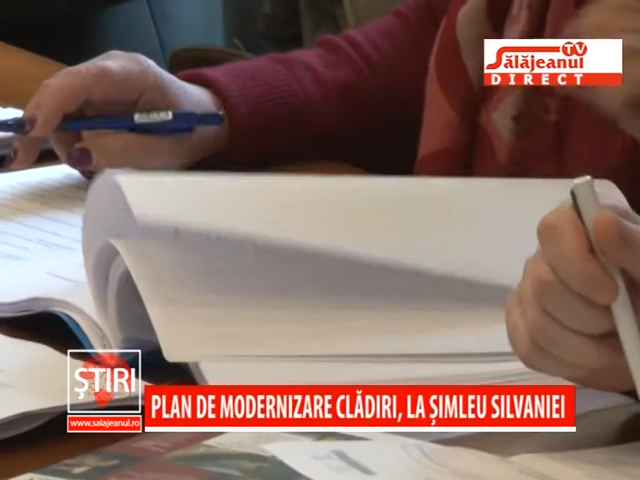 Sălăjeanul TV
DIRECT
ȘTIRI
www.salajeanul.ro
PLAN DE MODERNIZARE CLĂDIRI, LA ȘIMLEU SILVANIEI